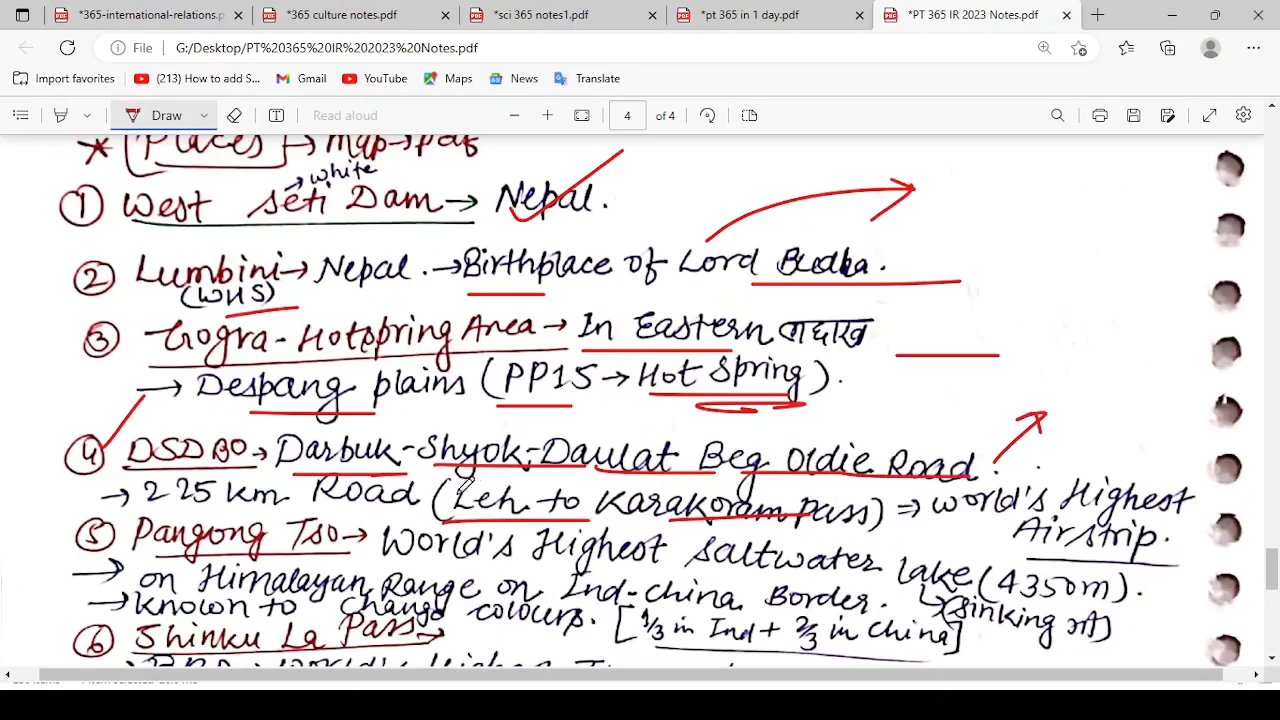 *365-international-relations.p
*365 culture notes.pdf
*sci 365 notes1.pdf
*pt 365 in 1 day.pdf
*PT 365 IR 2023 Notes.pdf
File G:/Desktop/PT%20365%20IR%202023%20Notes.pdf
Import favorites (213) How to add S... Gmail YouTube Maps News Translate
Draw Read aloud 4 of 4
* Places → Map →
→ white
① West Seti Dam → Nepal.
② Lumbini → Nepal. → Birthplace of Lord Budha.
(WHS)
③ Gogra-Hotspring Area → In Eastern लद्दाख
→ Despang plains (PP15 → Hot Spring).
④ DSDBO → Darbuk-Shyok-Daulat Beg Oldie Road.
→ 225 km Road (Leh to Karakoram Pass) ⇒ World's Highest
Airstrip.
⑤ Pangong Tso → World's Highest Saltwater lake (4350m).
→ on Himalayan Range on Ind-china Border. ↳ (Sinking of)
→ known to Change colours. [1/3 in Ind + 2/3 in China]
⑥ Shinku La Pass →